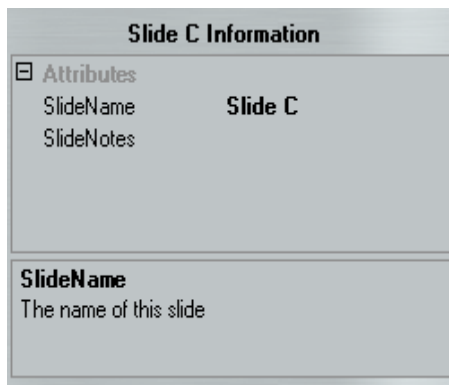 Slide C Information
Attributes
SlideName Slide C
SlideNotes
SlideName
The name of this slide